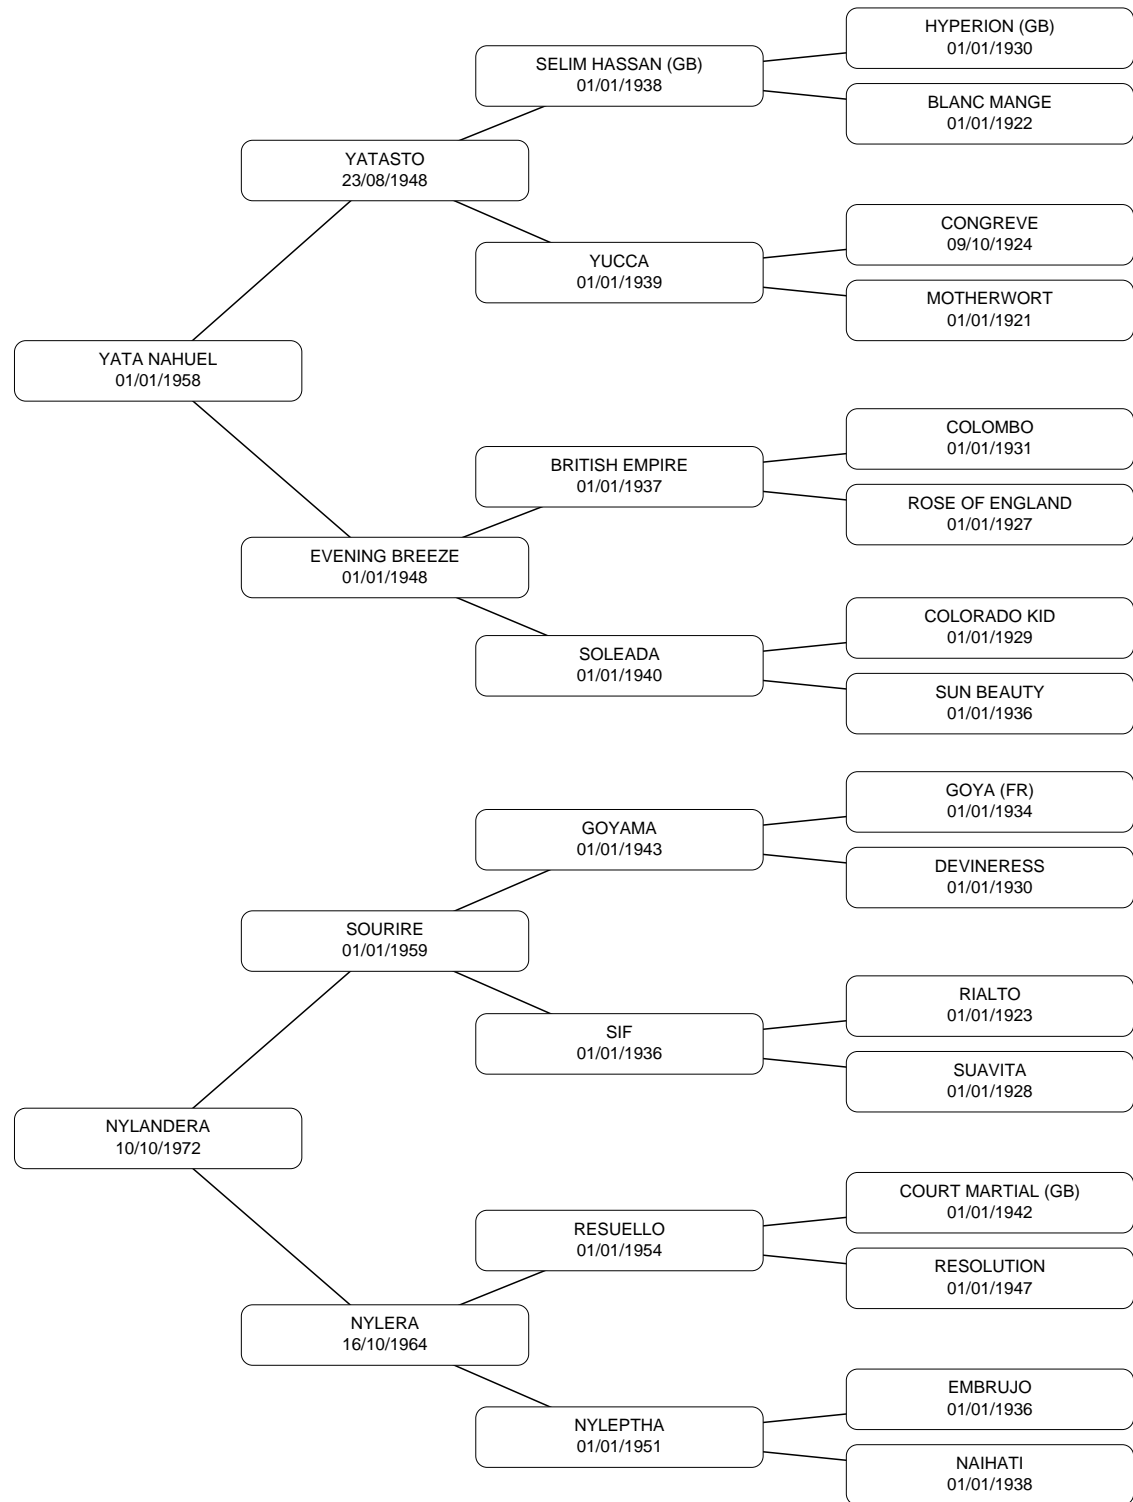 HYPERION (GB)
01/01/1930
SELIM HASSAN (GB)
01/01/1938
BLANC MANGE
01/01/1922
YATASTO
23/08/1948
CONGREVE
09/10/1924
YUCCA
01/01/1939
MOTHERWORT
01/01/1921
YATA NAHUEL
01/01/1958
COLOMBO
01/01/1931
BRITISH EMPIRE
01/01/1937
ROSE OF ENGLAND
01/01/1927
EVENING BREEZE
01/01/1948
COLORADO KID
01/01/1929
SOLEADA
01/01/1940
SUN BEAUTY
01/01/1936
GOYA (FR)
01/01/1934
GOYAMA
01/01/1943
DEVINERESS
01/01/1930
SOURIRE
01/01/1959
RIALTO
01/01/1923
SIF
01/01/1936
SUAVITA
01/01/1928
NYLANDERA
10/10/1972
COURT MARTIAL (GB)
01/01/1942
RESUELLO
01/01/1954
RESOLUTION
01/01/1947
NYLERA
16/10/1964
EMBRUJO
01/01/1936
NYLEPTHA
01/01/1951
NAIHATI
01/01/1938